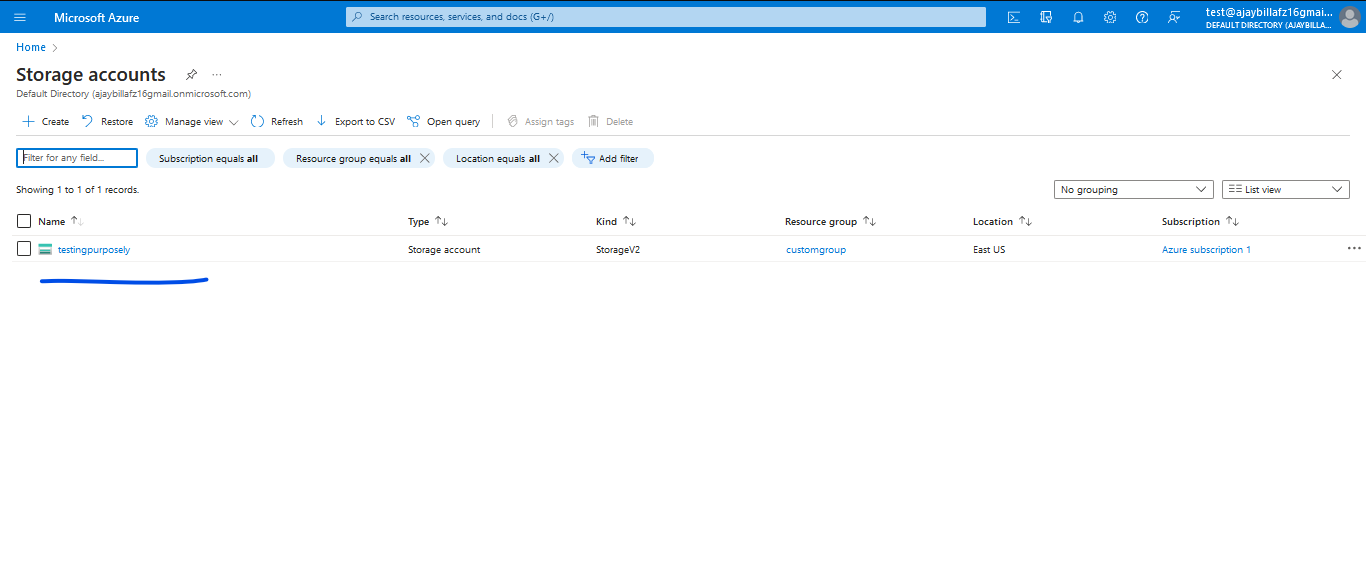 Microsoft Azure
Search resources, services, and docs (G+/)
test@ajaybillafz16gmai...
DEFAULT DIRECTORY (AJAYBILLA...
Home
Storage accounts
...
Default Directory (ajaybillafz16gmail.onmicrosoft.com)
Create Restore Manage view Refresh Export to CSV Open query Assign tags Delete
Filter for any field... Subscription equals all Resource group equals all Location equals all Add filter
Showing 1 to 1 of 1 records.
No grouping List view
Name Type Kind Resource group Location Subscription
testingpurposely Storage account StorageV2 customgroup East US Azure subscription 1 ...